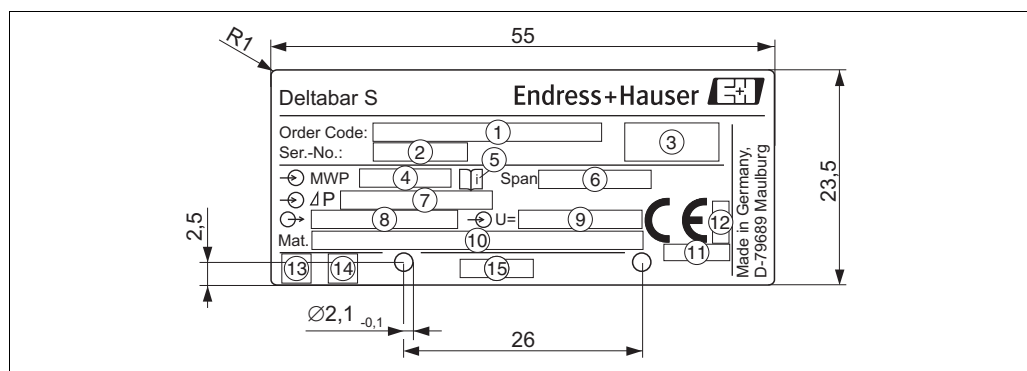 55
R1
Deltabar S
Endress+Hauser
Order Code: 1
3
Ser.-No.: 2
5
MWP 4 i Span 6
⊿P 7
8 U= 9
CE 12
Mat. 10
11
13 14 15
Made in Germany,
D-79689 Maulburg
23,5
2,5
∅2,1 -0,1
26